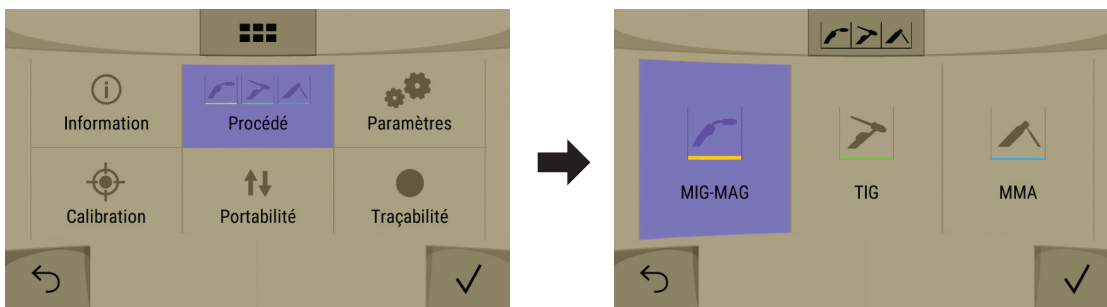 Information
Procédé
Paramètres
Calibration
Portabilité
Traçabilité
MIG-MAG
TIG
MMA